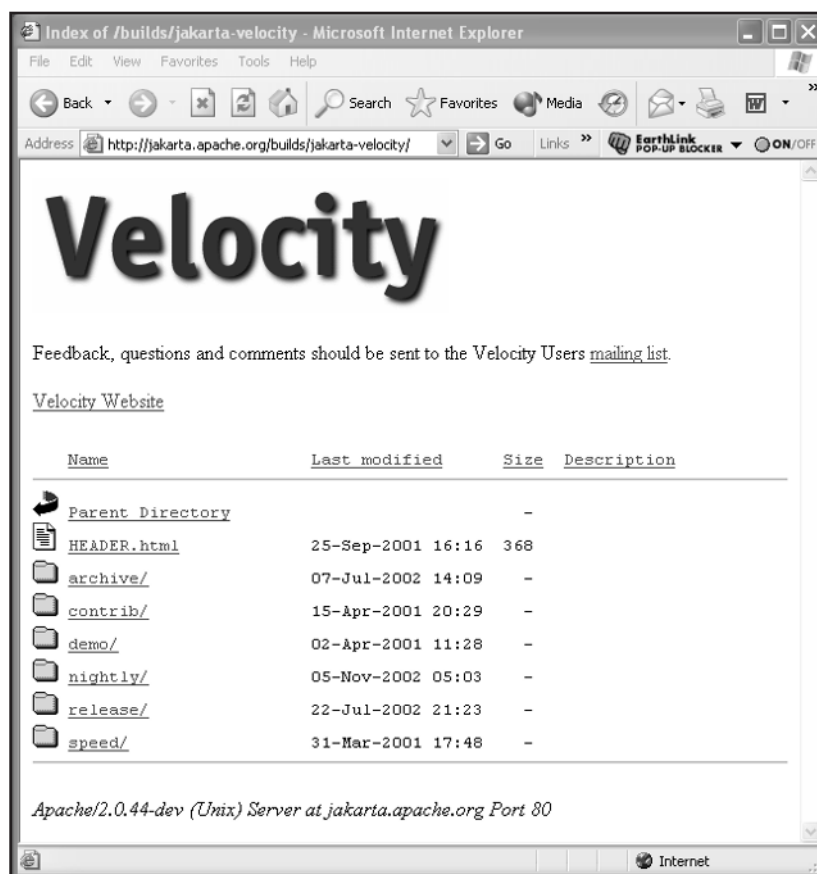 Index of /builds/jakarta-velocity - Microsoft Internet Explorer
File Edit View Favorites Tools Help
Back Search Favorites Media »
Address http://jakarta.apache.org/builds/jakarta-velocity/ Go Links » EarthLink POP-UP BLOCKER ON/OFF
Velocity
Feedback, questions and comments should be sent to the Velocity Users mailing list.
Velocity Website
Name Last modified Size Description
Parent Directory -
HEADER.html 25-Sep-2001 16:16 368
archive/ 07-Jul-2002 14:09 -
contrib/ 15-Apr-2001 20:29 -
demo/ 02-Apr-2001 11:28 -
nightly/ 05-Nov-2002 05:03 -
release/ 22-Jul-2002 21:23 -
speed/ 31-Mar-2001 17:48 -
Apache/2.0.44-dev (Unix) Server at jakarta.apache.org Port 80
Internet